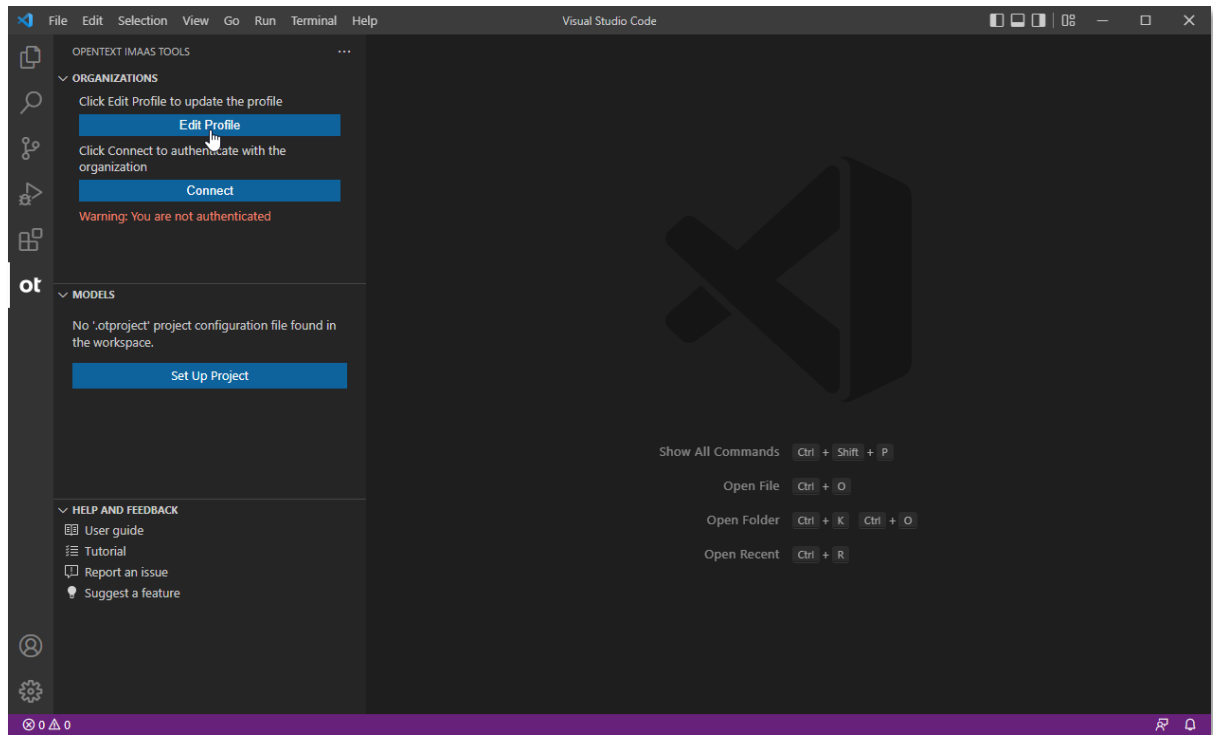 File Edit Selection View Go Run Terminal Help
Visual Studio Code
OPENTEXT IMAAS TOOLS
ORGANIZATIONS
Click Edit Profile to update the profile
Edit Profile
Click Connect to authenticate with the
organization
Connect
Warning: You are not authenticated
ot
MODELS
No '.otproject' project configuration file found in
the workspace.
Set Up Project
Show All Commands Ctrl + Shift + P
Open File Ctrl + O
Open Folder Ctrl + K Ctrl + O
Open Recent Ctrl + R
HELP AND FEEDBACK
User guide
Tutorial
Report an issue
Suggest a feature
0 0